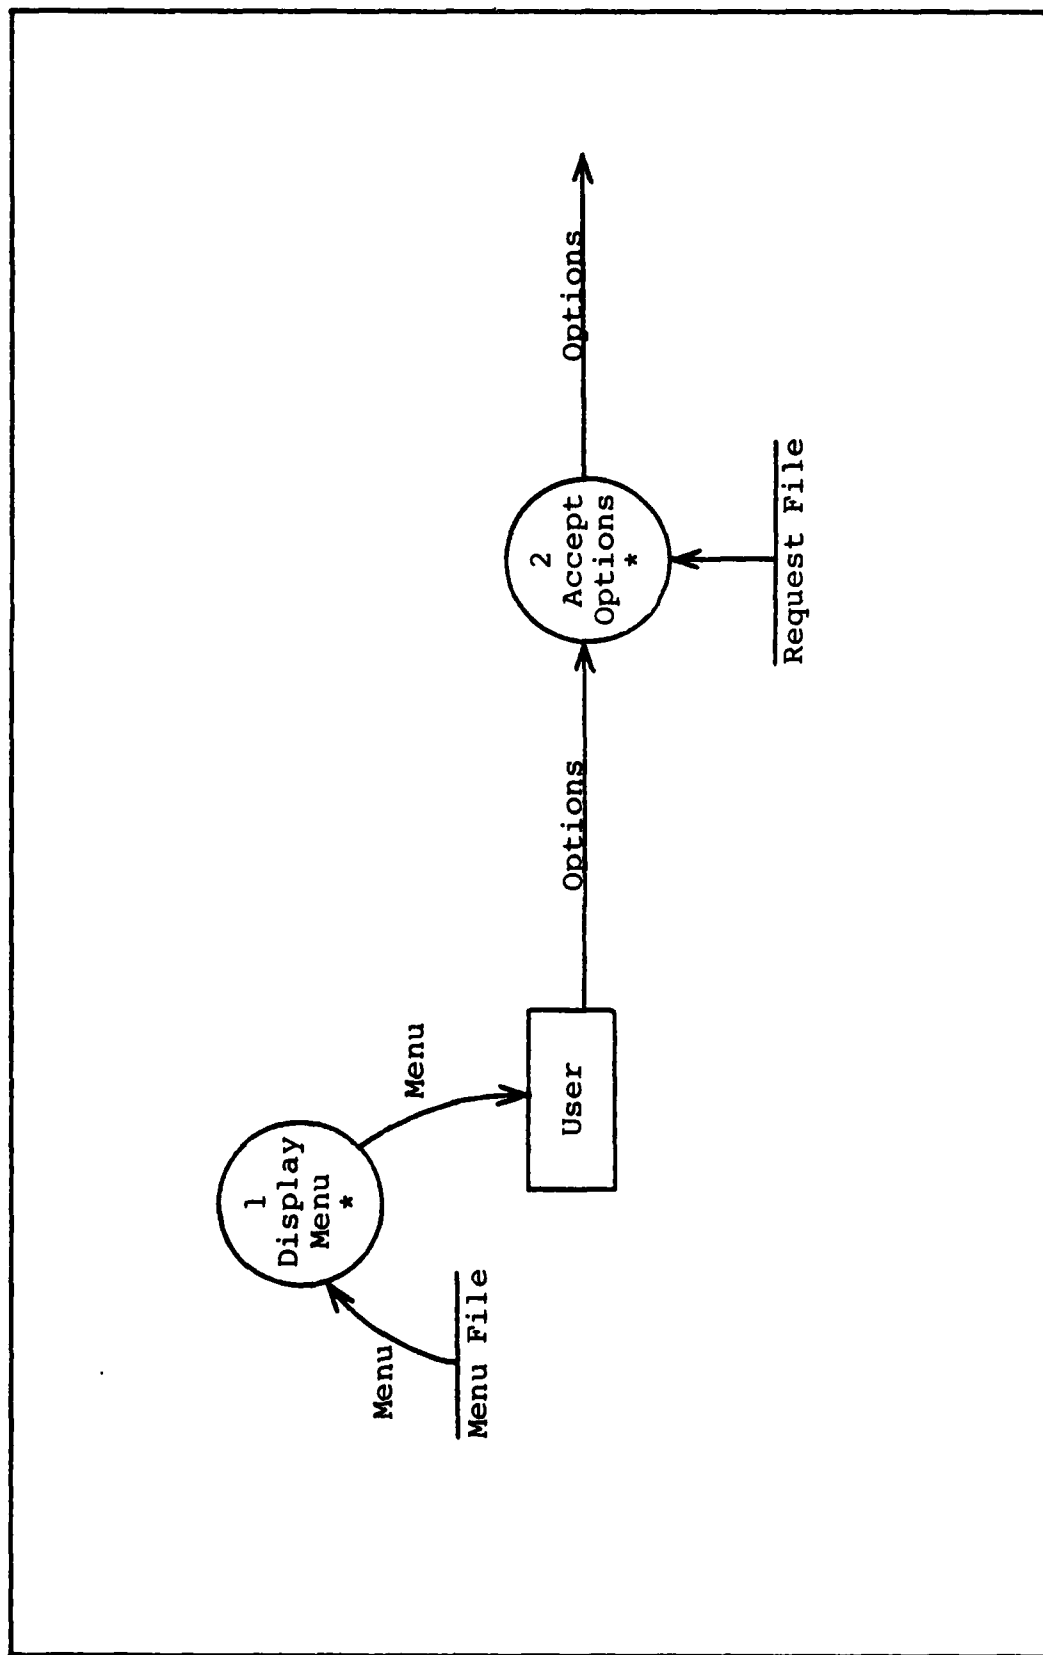 1
Display
Menu
*
Menu
Menu
Menu File
User
Options
2
Accept
Options
*
Options
Request File